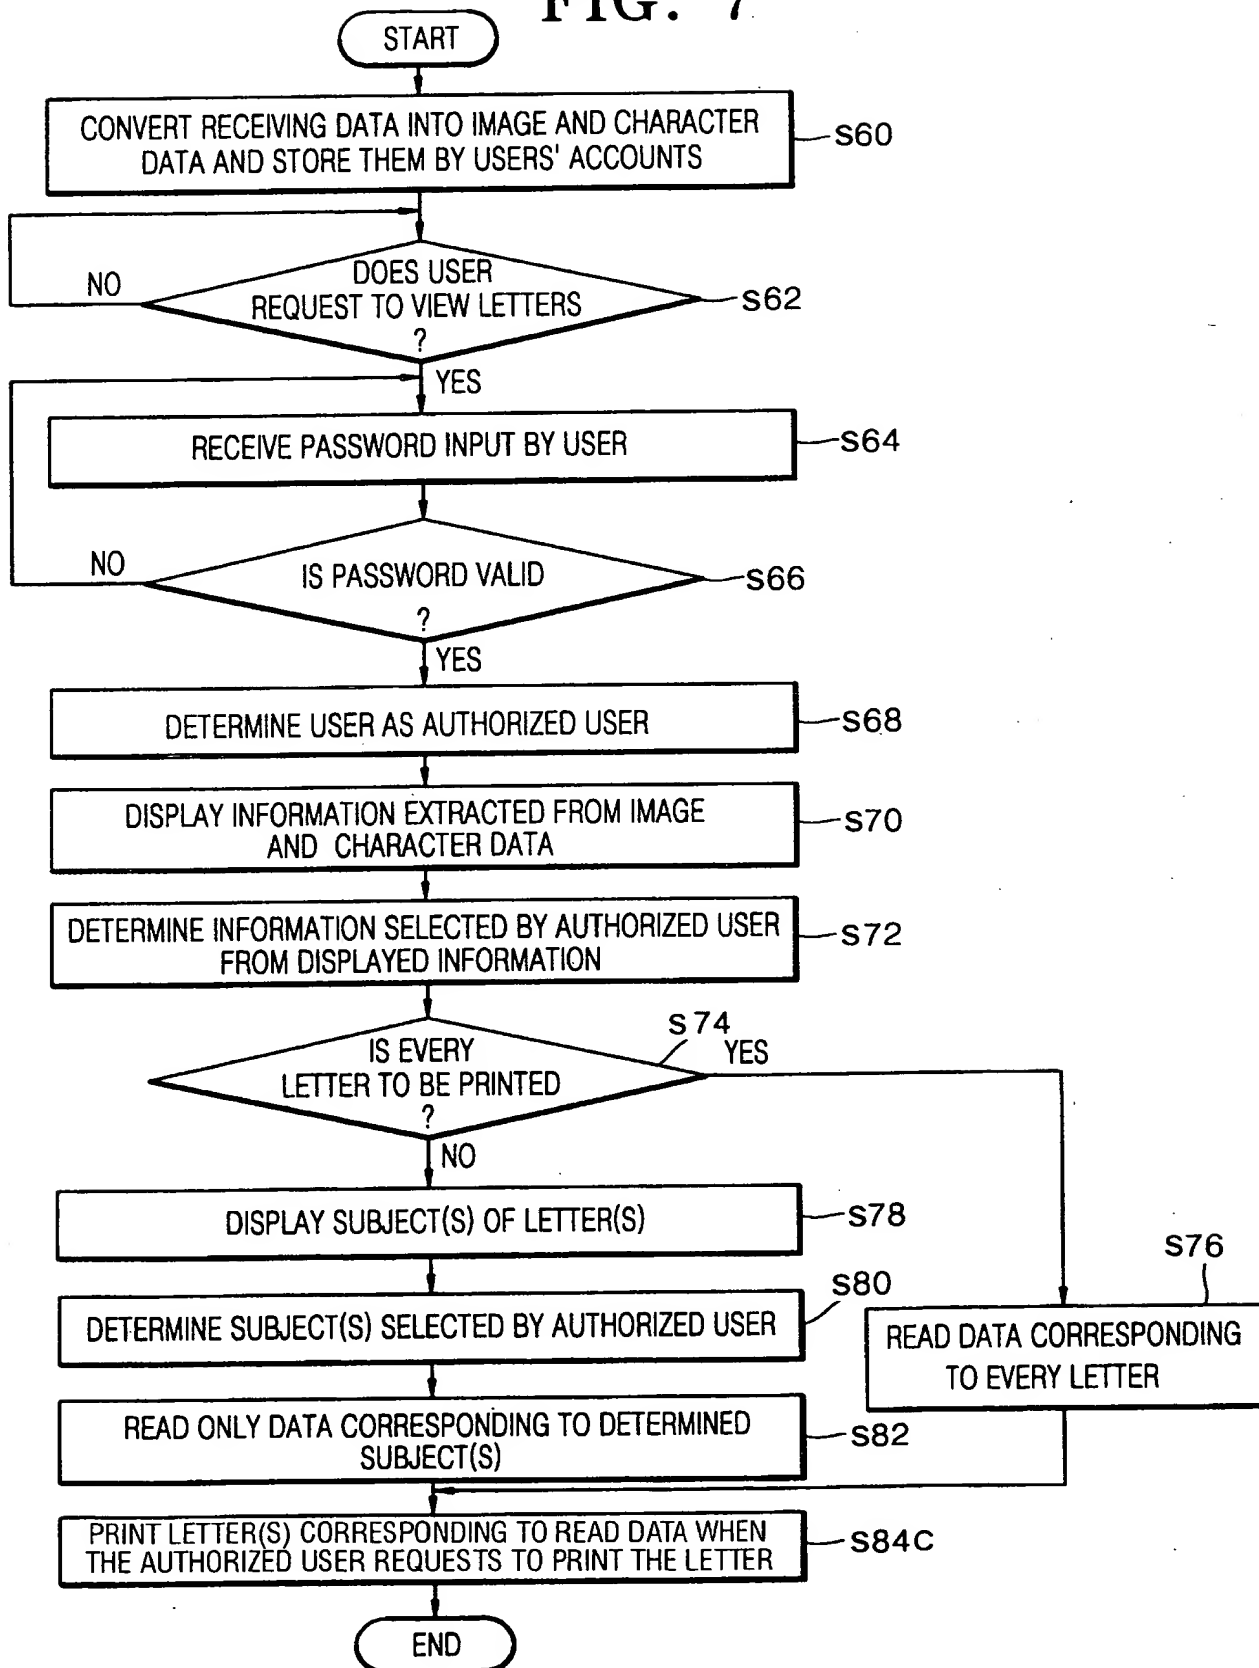 FIG. 7
START
CONVERT RECEIVING DATA INTO IMAGE AND CHARACTER
DATA AND STORE THEM BY USERS' ACCOUNTS
S60
NO
DOES USER
REQUEST TO VIEW LETTERS
?
S62
YES
RECEIVE PASSWORD INPUT BY USER
S64
NO
IS PASSWORD VALID
?
S66
YES
DETERMINE USER AS AUTHORIZED USER
S68
DISPLAY INFORMATION EXTRACTED FROM IMAGE
AND CHARACTER DATA
S70
DETERMINE INFORMATION SELECTED BY AUTHORIZED USER
FROM DISPLAYED INFORMATION
S72
IS EVERY
LETTER TO BE PRINTED
?
S74
YES
NO
DISPLAY SUBJECT(S) OF LETTER(S)
S78
S76
READ DATA CORRESPONDING
TO EVERY LETTER
S80
DETERMINE SUBJECT(S) SELECTED BY AUTHORIZED USER
READ ONLY DATA CORRESPONDING TO DETERMINED
SUBJECT(S)
S82
PRINT LETTER(S) CORRESPONDING TO READ DATA WHEN
THE AUTHORIZED USER REQUESTS TO PRINT THE LETTER
S84C
END